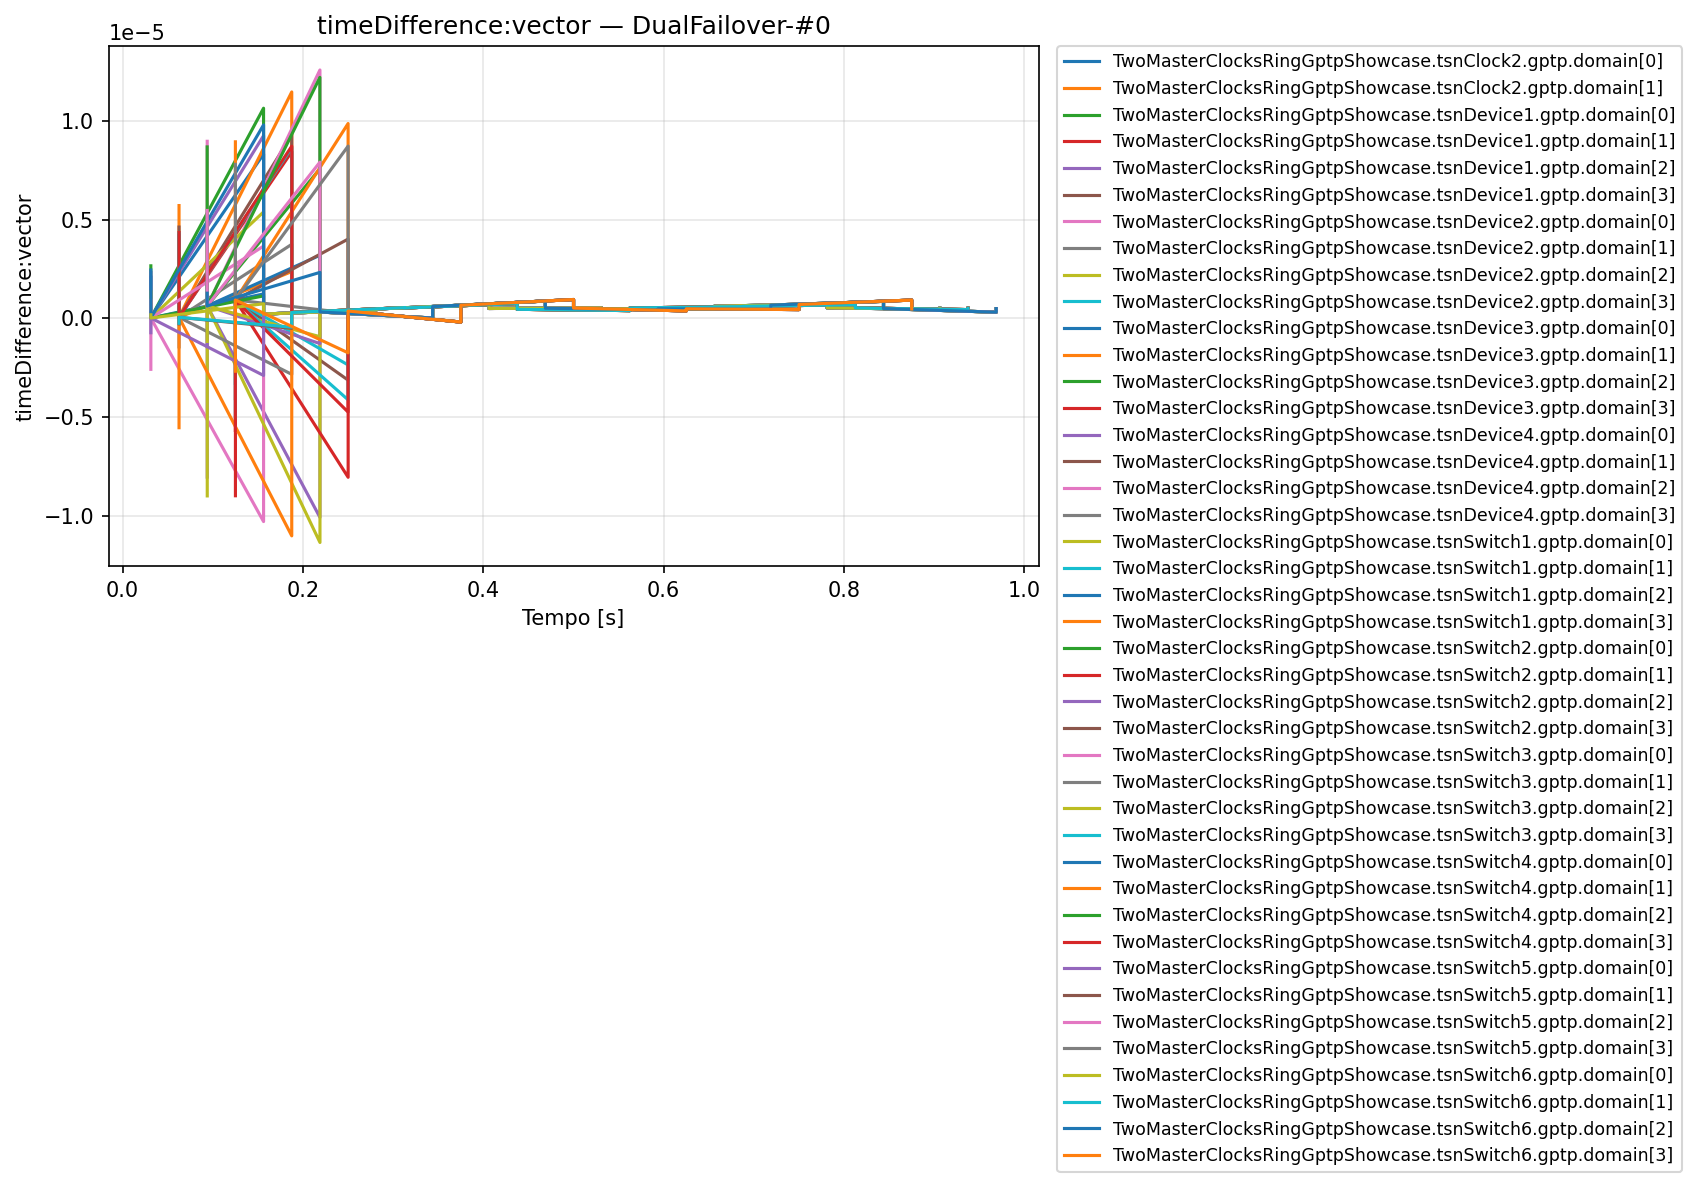 timeDifference:vector — DualFailover-#0
1e−5
1.0
0.5
0.0
−0.5
−1.0
timeDifference:vector
0.0 0.2 0.4 0.6 0.8 1.0
Tempo [s]
TwoMasterClocksRingGptpShowcase.tsnClock2.gptp.domain[0]
TwoMasterClocksRingGptpShowcase.tsnClock2.gptp.domain[1]
TwoMasterClocksRingGptpShowcase.tsnDevice1.gptp.domain[0]
TwoMasterClocksRingGptpShowcase.tsnDevice1.gptp.domain[1]
TwoMasterClocksRingGptpShowcase.tsnDevice1.gptp.domain[2]
TwoMasterClocksRingGptpShowcase.tsnDevice1.gptp.domain[3]
TwoMasterClocksRingGptpShowcase.tsnDevice2.gptp.domain[0]
TwoMasterClocksRingGptpShowcase.tsnDevice2.gptp.domain[1]
TwoMasterClocksRingGptpShowcase.tsnDevice2.gptp.domain[2]
TwoMasterClocksRingGptpShowcase.tsnDevice2.gptp.domain[3]
TwoMasterClocksRingGptpShowcase.tsnDevice3.gptp.domain[0]
TwoMasterClocksRingGptpShowcase.tsnDevice3.gptp.domain[1]
TwoMasterClocksRingGptpShowcase.tsnDevice3.gptp.domain[2]
TwoMasterClocksRingGptpShowcase.tsnDevice3.gptp.domain[3]
TwoMasterClocksRingGptpShowcase.tsnDevice4.gptp.domain[0]
TwoMasterClocksRingGptpShowcase.tsnDevice4.gptp.domain[1]
TwoMasterClocksRingGptpShowcase.tsnDevice4.gptp.domain[2]
TwoMasterClocksRingGptpShowcase.tsnDevice4.gptp.domain[3]
TwoMasterClocksRingGptpShowcase.tsnSwitch1.gptp.domain[0]
TwoMasterClocksRingGptpShowcase.tsnSwitch1.gptp.domain[1]
TwoMasterClocksRingGptpShowcase.tsnSwitch1.gptp.domain[2]
TwoMasterClocksRingGptpShowcase.tsnSwitch1.gptp.domain[3]
TwoMasterClocksRingGptpShowcase.tsnSwitch2.gptp.domain[0]
TwoMasterClocksRingGptpShowcase.tsnSwitch2.gptp.domain[1]
TwoMasterClocksRingGptpShowcase.tsnSwitch2.gptp.domain[2]
TwoMasterClocksRingGptpShowcase.tsnSwitch2.gptp.domain[3]
TwoMasterClocksRingGptpShowcase.tsnSwitch3.gptp.domain[0]
TwoMasterClocksRingGptpShowcase.tsnSwitch3.gptp.domain[1]
TwoMasterClocksRingGptpShowcase.tsnSwitch3.gptp.domain[2]
TwoMasterClocksRingGptpShowcase.tsnSwitch3.gptp.domain[3]
TwoMasterClocksRingGptpShowcase.tsnSwitch4.gptp.domain[0]
TwoMasterClocksRingGptpShowcase.tsnSwitch4.gptp.domain[1]
TwoMasterClocksRingGptpShowcase.tsnSwitch4.gptp.domain[2]
TwoMasterClocksRingGptpShowcase.tsnSwitch4.gptp.domain[3]
TwoMasterClocksRingGptpShowcase.tsnSwitch5.gptp.domain[0]
TwoMasterClocksRingGptpShowcase.tsnSwitch5.gptp.domain[1]
TwoMasterClocksRingGptpShowcase.tsnSwitch5.gptp.domain[2]
TwoMasterClocksRingGptpShowcase.tsnSwitch5.gptp.domain[3]
TwoMasterClocksRingGptpShowcase.tsnSwitch6.gptp.domain[0]
TwoMasterClocksRingGptpShowcase.tsnSwitch6.gptp.domain[1]
TwoMasterClocksRingGptpShowcase.tsnSwitch6.gptp.domain[2]
TwoMasterClocksRingGptpShowcase.tsnSwitch6.gptp.domain[3]